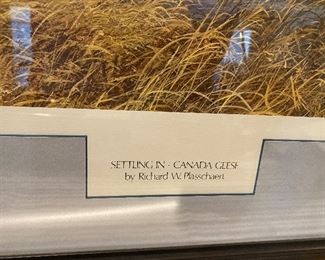 SETTLING IN - CANADA GEESE
by Richard W. Plasschaert